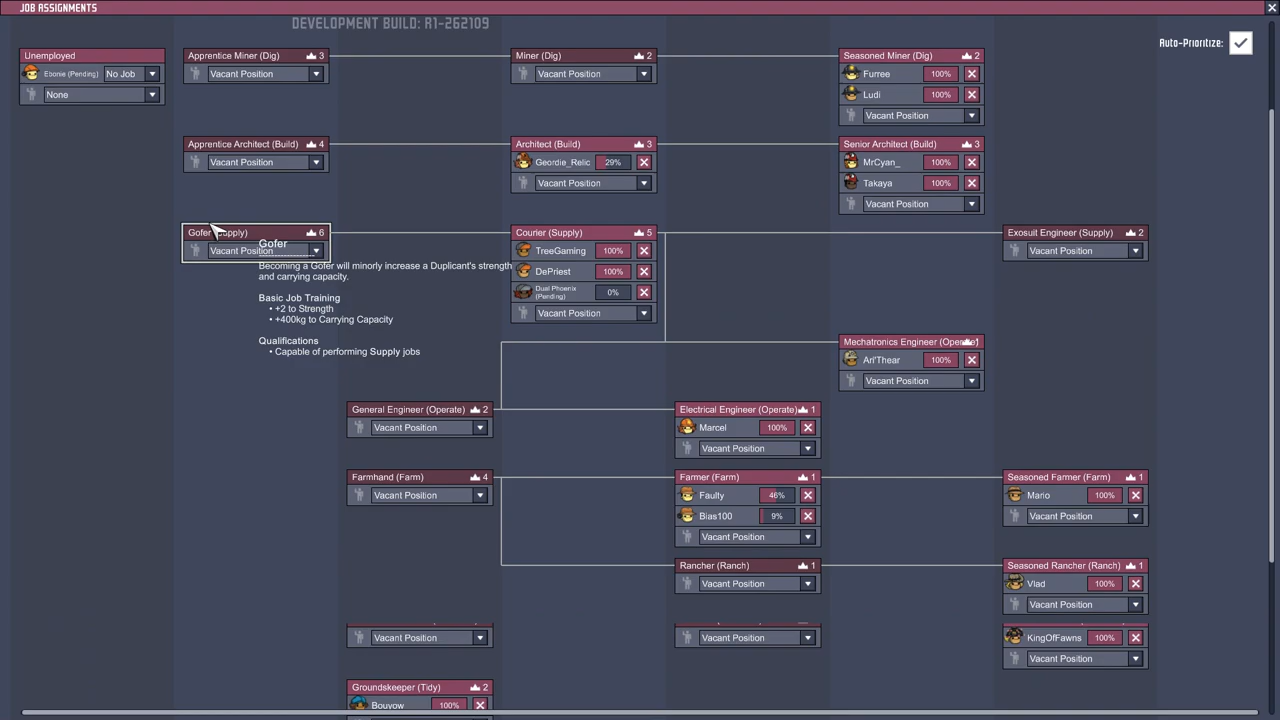 JOB ASSIGNMENTS
DEVELOPMENT BUILD: R1-262109
Auto-Prioritize:
Unemployed
Ebonie (Pending) No Job
None
Apprentice Miner (Dig) 3
Vacant Position
Miner (Dig) 2
Vacant Position
Seasoned Miner (Dig) 2
Furree 100%
Ludi 100%
Vacant Position
Apprentice Architect (Build) 4
Vacant Position
Architect (Build) 3
Geordie_Relic 29%
Vacant Position
Senior Architect (Build) 3
MrCyan_ 100%
Takaya 100%
Vacant Position
Gofer (Supply) 6
Vacant Position
Gofer
Becoming a Gofer will minorly increase a Duplicant's strength
and carrying capacity.
Basic Job Training
• +2 to Strength
• +400kg to Carrying Capacity
Qualifications
• Capable of performing Supply jobs
Courier (Supply) 5
TreeGaming 100%
DePriest 100%
Dual Phoenix
(Pending) 0%
Vacant Position
Exosuit Engineer (Supply) 2
Vacant Position
Mechatronics Engineer (Operate) 1
Ari'Thear 100%
Vacant Position
General Engineer (Operate) 2
Vacant Position
Electrical Engineer (Operate) 1
Marcel 100%
Vacant Position
Farmhand (Farm) 4
Vacant Position
Farmer (Farm) 1
Faulty 46%
Bias100 9%
Vacant Position
Seasoned Farmer (Farm) 1
Mario 100%
Vacant Position
Rancher (Ranch) 1
Vacant Position
Seasoned Rancher (Ranch) 1
Vlad 100%
Vacant Position
Vacant Position
Vacant Position
KingOfFawns 100%
Vacant Position
Groundskeeper (Tidy) 2
Bouvow 100%